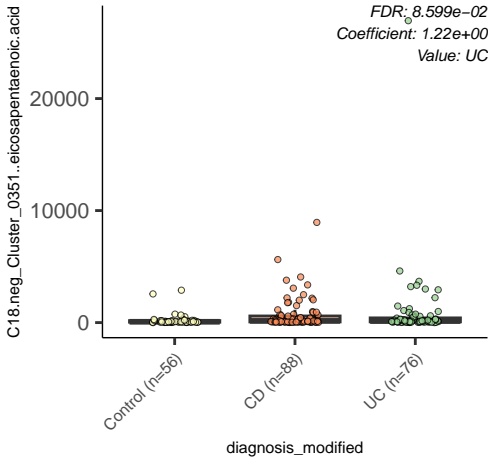 FDR: 8.599e−02
Coefficient: 1.22e+00
Value: UC
C18.neg_Cluster_0351..eicosapentaenoic.acid
20000
10000
0
Control (n=56)
CD (n=88)
UC (n=76)
diagnosis_modified